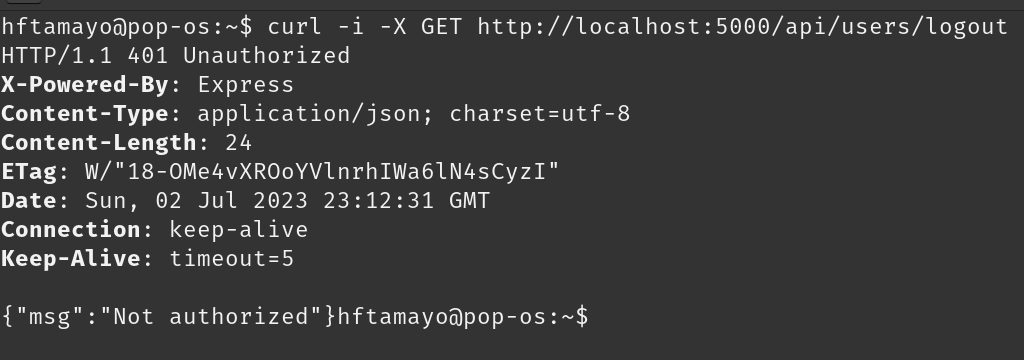 hftamayo@pop-os:~$ curl -i -X GET http://localhost:5000/api/users/logout
HTTP/1.1 401 Unauthorized
X-Powered-By: Express
Content-Type: application/json; charset=utf-8
Content-Length: 24
ETag: W/"18-OMe4vXROoYVlnrhIWa6lN4sCyzI"
Date: Sun, 02 Jul 2023 23:12:31 GMT
Connection: keep-alive
Keep-Alive: timeout=5
{"msg":"Not authorized"}hftamayo@pop-os:~$